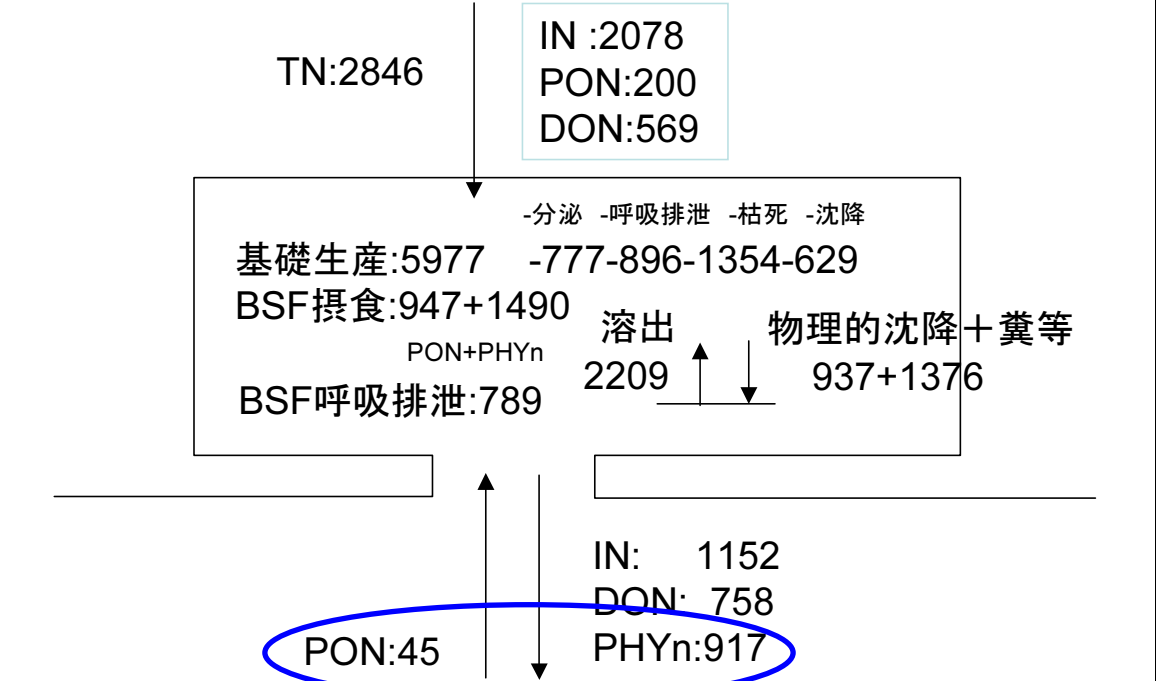 TN:2846
IN :2078
PON:200
DON:569
-分泌 -呼吸排泄 -枯死 -沈降
基礎生産:5977 -777-896-1354-629
BSF摂食:947+1490
PON+PHYn
BSF呼吸排泄:789
溶出
2209
物理的沈降＋糞等
937+1376
IN: 1152
DON: 758
PHYn:917
PON:45